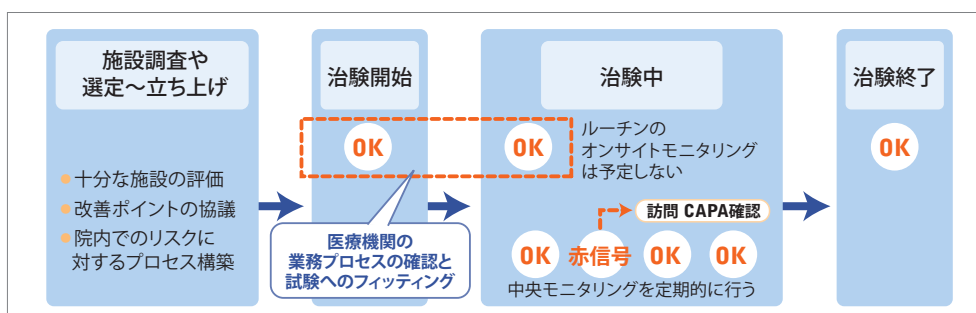 施設調査や
選定～立ち上げ
● 十分な施設の評価
● 改善ポイントの協議
● 院内でのリスクに
対するプロセス構築
治験開始
OK
医療機関の
業務プロセスの確認と
試験へのフィッティング
治験中
OK
ルーチンの
オンサイトモニタリング
は予定しない
訪問 CAPA確認
OK 赤信号 OK OK
中央モニタリングを定期的に行う
治験終了
OK